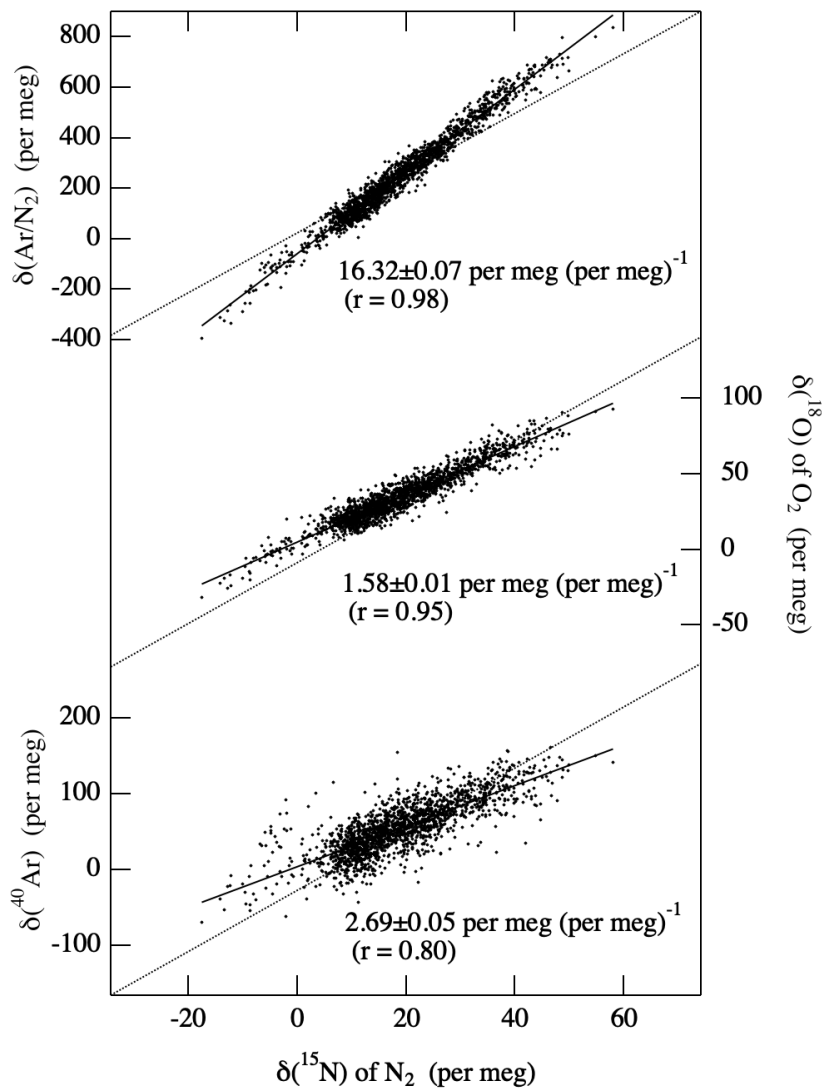 800
600
400
200
0
-200
-400
δ(Ar/N₂) (per meg)
16.32±0.07 per meg (per meg)⁻¹
(r = 0.98)
100
50
0
-50
δ(¹⁸O) of O₂ (per meg)
1.58±0.01 per meg (per meg)⁻¹
(r = 0.95)
200
100
0
-100
δ(⁴⁰Ar) (per meg)
2.69±0.05 per meg (per meg)⁻¹
(r = 0.80)
-20 0 20 40 60
δ(¹⁵N) of N₂ (per meg)